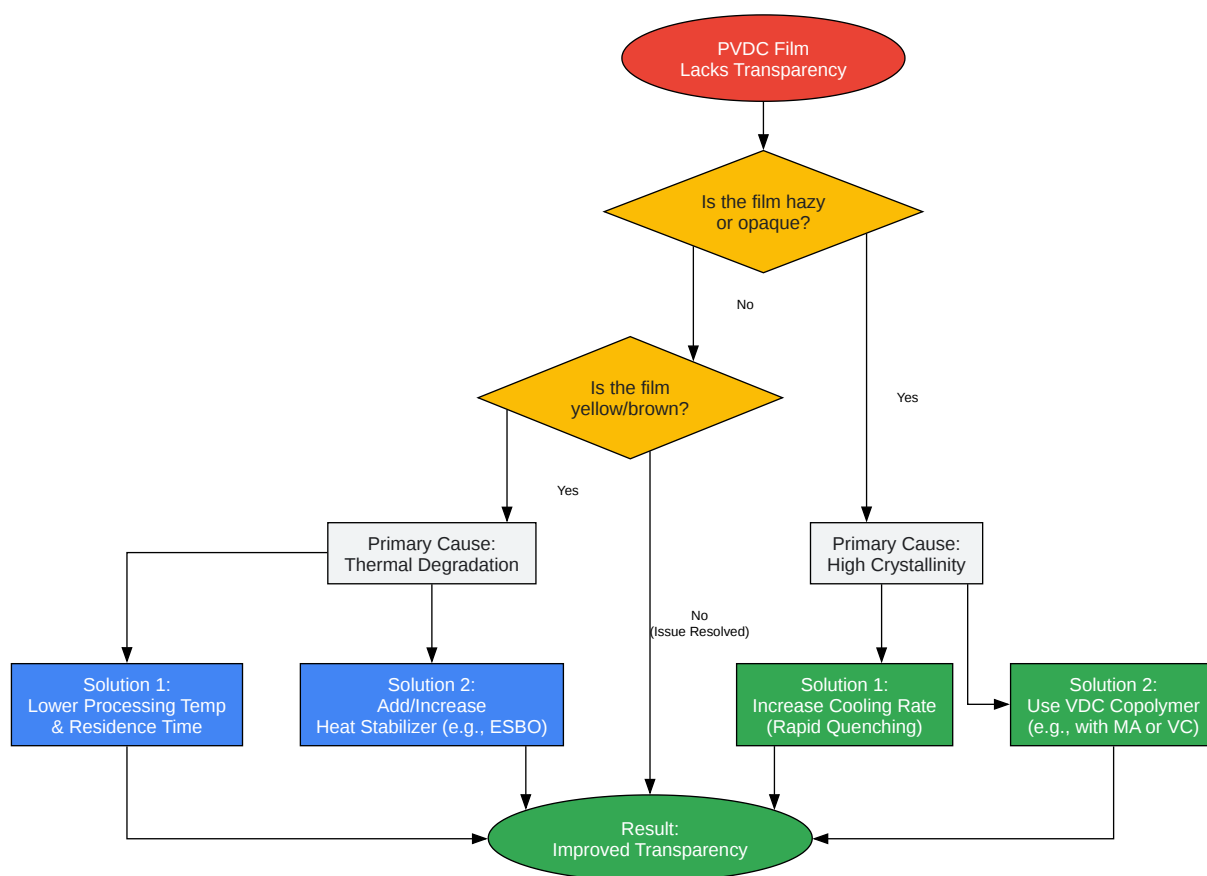 PVDC Film
Lacks Transparency
Is the film hazy
or opaque?
No
Is the film
yellow/brown?
Yes
Yes
Primary Cause:
Thermal Degradation
Primary Cause:
High Crystallinity
No
(Issue Resolved)
Solution 1:
Lower Processing Temp
& Residence Time
Solution 2:
Add/Increase
Heat Stabilizer (e.g., ESBO)
Solution 1:
Increase Cooling Rate
(Rapid Quenching)
Solution 2:
Use VDC Copolymer
(e.g., with MA or VC)
Result:
Improved Transparency